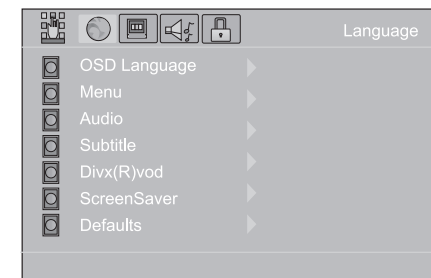 Language
OSD Language
Menu
Audio
Subtitle
Divx(R)vod
ScreenSaver
Defaults